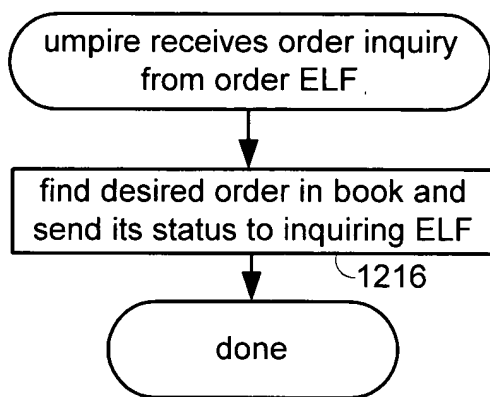 umpire receives order inquiry
from order ELF
find desired order in book and
send its status to inquiring ELF
1216
done